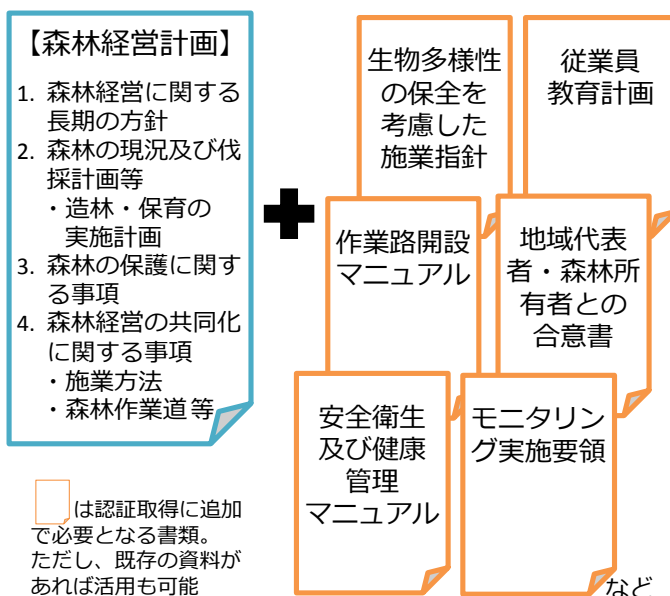 【森林経営計画】
1. 森林経営に関する
長期の方針
2. 森林の現況及び伐
採計画等
・造林・保育の
実施計画
3. 森林の保護に関す
る事項
4. 森林経営の共同化
に関する事項
・施業方法
・森林作業道等
生物多様性
の保全を
考慮した
施業指針
従業員
教育計画
作業路開設
マニュアル
地域代表
者・森林所
有者との
合意書
安全衛生
及び健康
管理
マニュアル
モニタリン
グ実施要領
など
は認証取得に追加
で必要となる書類。
ただし、既存の資料が
あれば活用も可能